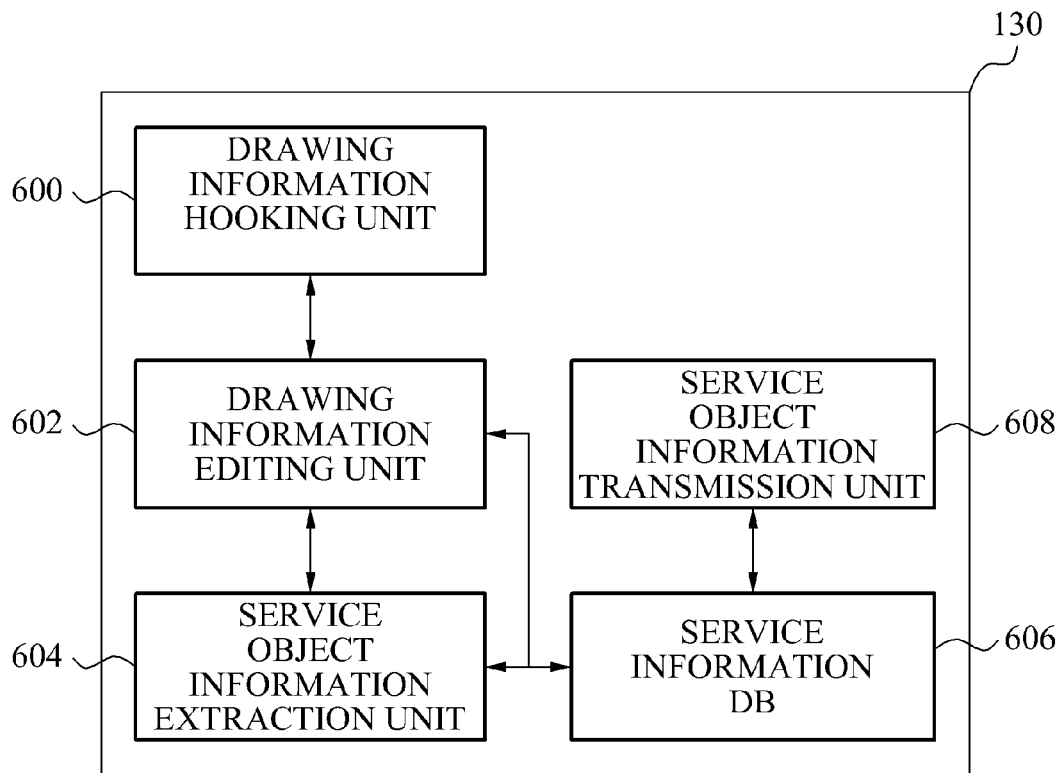 130
DRAWING
INFORMATION
HOOKING UNIT
600
DRAWING
INFORMATION
EDITING UNIT
602
SERVICE
OBJECT
INFORMATION
TRANSMISSION UNIT
608
SERVICE
OBJECT
INFORMATION
EXTRACTION UNIT
604
SERVICE
INFORMATION
DB
606